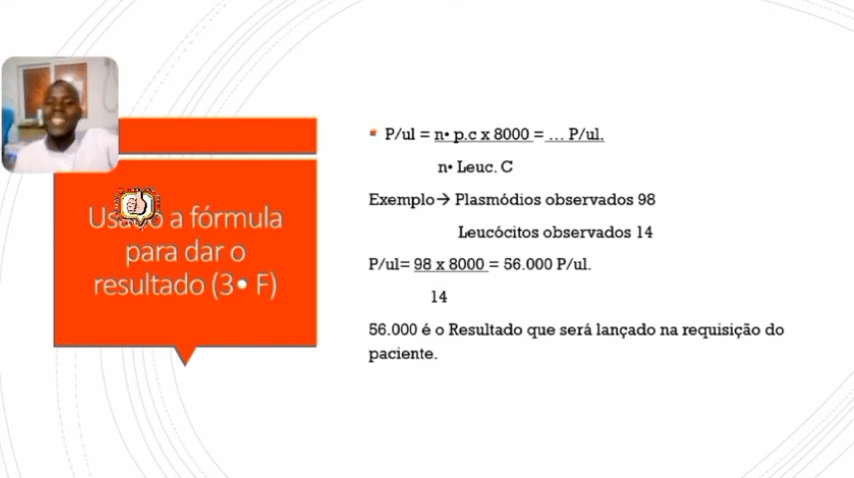 Usando a fórmula
para dar o
resultado (3• F)
P/ul = n• p.c x 8000 = ... P/ul.
n• Leuc. C
Exemplo→ Plasmódios observados 98
Leucócitos observados 14
P/ul= 98 x 8000 = 56.000 P/ul.
14
56.000 é o Resultado que será lançado na requisição do
paciente.